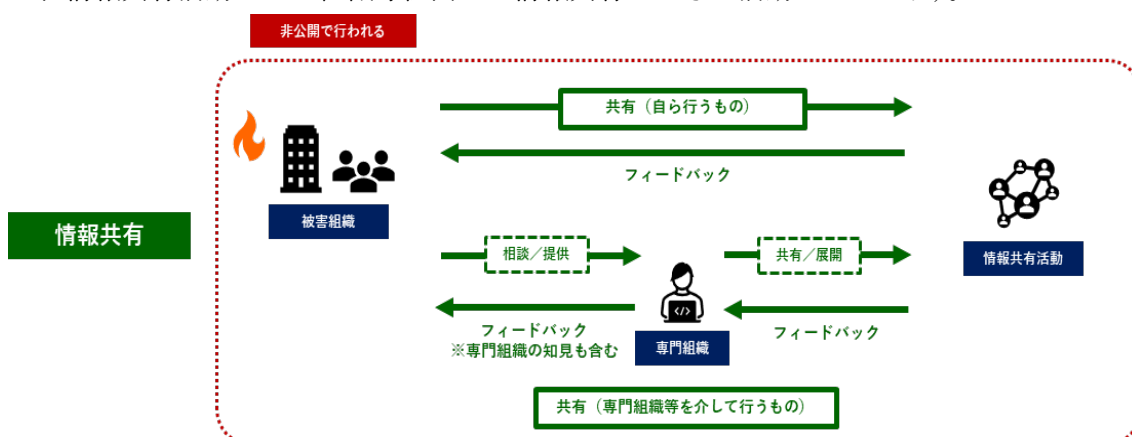 非公開で行われる
共有（自ら行うもの）
フィードバック
被害組織
情報共有
相談／提供
共有／展開
情報共有活動
</>
フィードバック
※専門組織の知見も含む
専門組織
フィードバック
共有（専門組織等を介して行うもの）